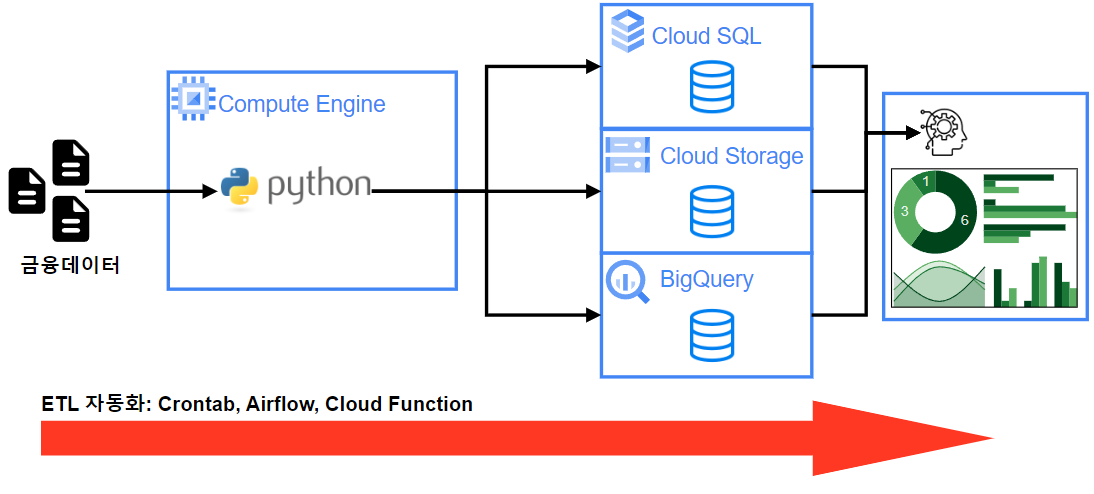 Cloud SQL
Compute Engine
Cloud Storage
python
금융데이터
BigQuery
1
3
6
ETL 자동화: Crontab, Airflow, Cloud Function